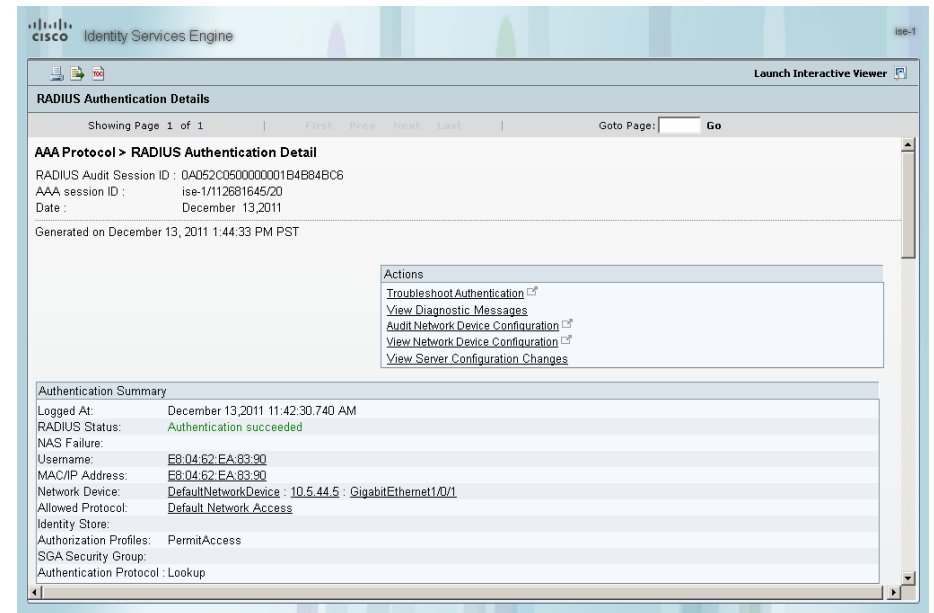 cisco Identity Services Engine
ise-1
TOC
Launch Interactive Viewer
RADIUS Authentication Details
Showing Page 1 of 1 | First Prev Next Last | Goto Page: Go
AAA Protocol > RADIUS Authentication Detail
RADIUS Audit Session ID : 0A052C0500000001B4B84BC6
AAA session ID : ise-1/112681645/20
Date : December 13,2011
Generated on December 13, 2011 1:44:33 PM PST
Actions
Troubleshoot Authentication
View Diagnostic Messages
Audit Network Device Configuration
View Network Device Configuration
View Server Configuration Changes
Authentication Summary
Logged At: December 13,2011 11:42:30.740 AM
RADIUS Status: Authentication succeeded
NAS Failure:
Username: E8:04:62:EA:83:90
MAC/IP Address: E8:04:62:EA:83:90
Network Device: DefaultNetworkDevice : 10.5.44.5 : GigabitEthernet1/0/1
Allowed Protocol: Default Network Access
Identity Store:
Authorization Profiles: PermitAccess
SGA Security Group:
Authentication Protocol : Lookup